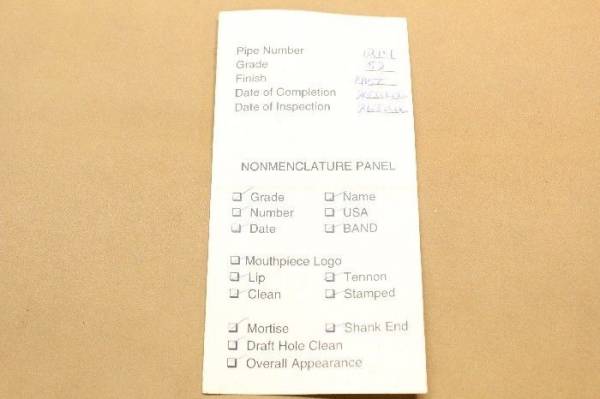 Pipe Number
Grade
Finish
Date of Completion
Date of Inspection
NONMENCLATURE PANEL
Grade Name
Number USA
Date BAND
Mouthpiece Logo
Lip Tennon
Clean Stamped
Mortise Shank End
Draft Hole Clean
Overall Appearance